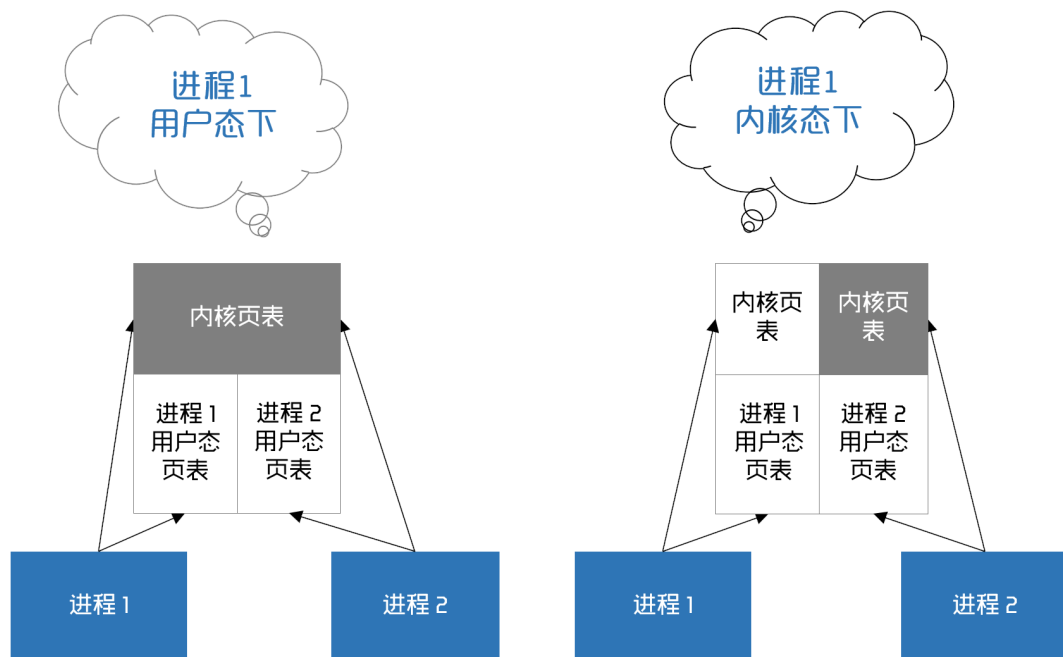 进程1
用户态下
进程1
内核态下
内核页表
进程 1
用户态
页表
进程 2
用户态
页表
进程 1
进程 2
内核页
表
内核页
表
进程 1
用户态
页表
进程 2
用户态
页表
进程 1
进程 2